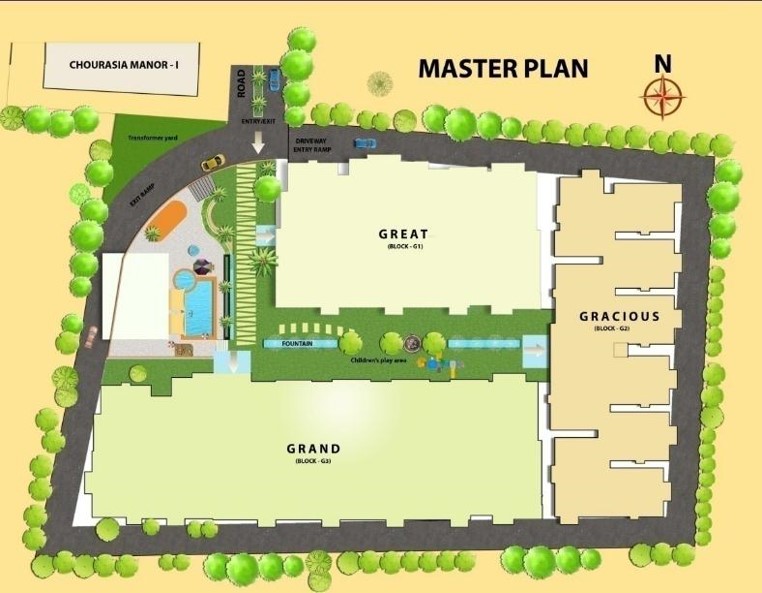 CHOURASIA MANOR - I
MASTER PLAN
N
ROAD
ENTRY/EXIT
Transformer yard
DRIVEWAY
ENTRY RAMP
EXIT RAMP
GREAT
(BLOCK - G1)
GRACIOUS
(BLOCK - G2)
FOUNTAIN
Children's play area
GRAND
(BLOCK - G3)